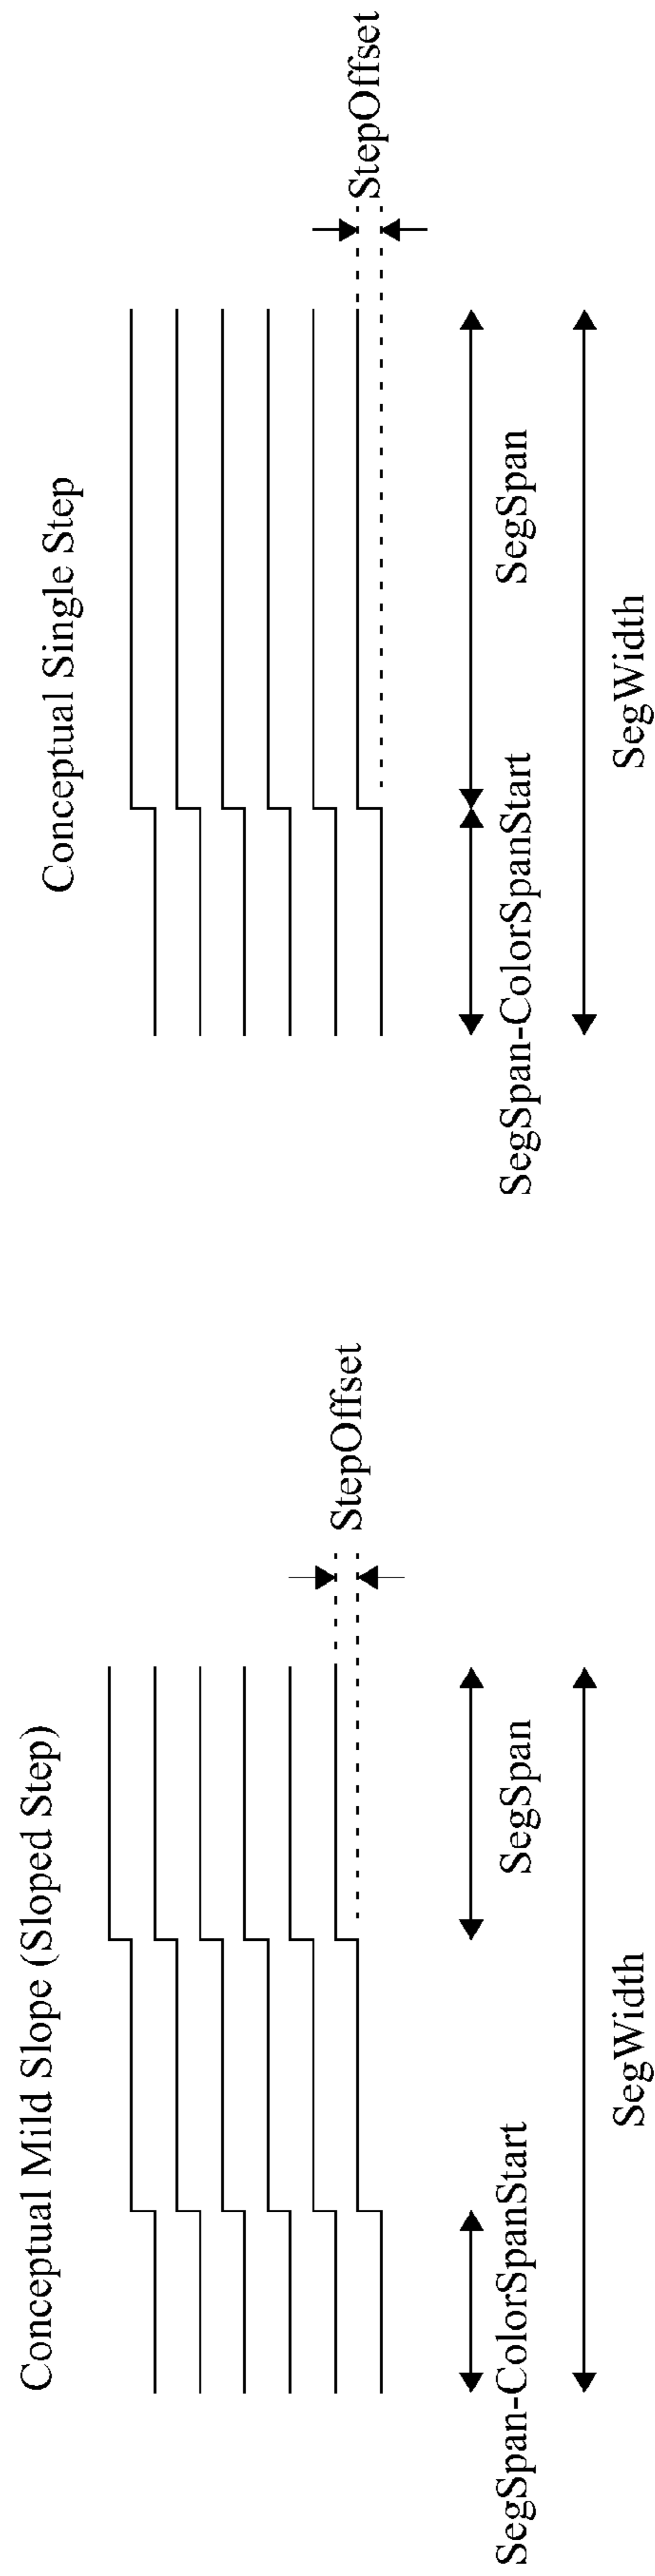 Conceptual Mild Slope (Sloped Step)
StepOffset
SegSpan-ColorSpanStart
SegSpan
SegWidth
Conceptual Single Step
StepOffset
SegSpan-ColorSpanStart
SegSpan
SegWidth